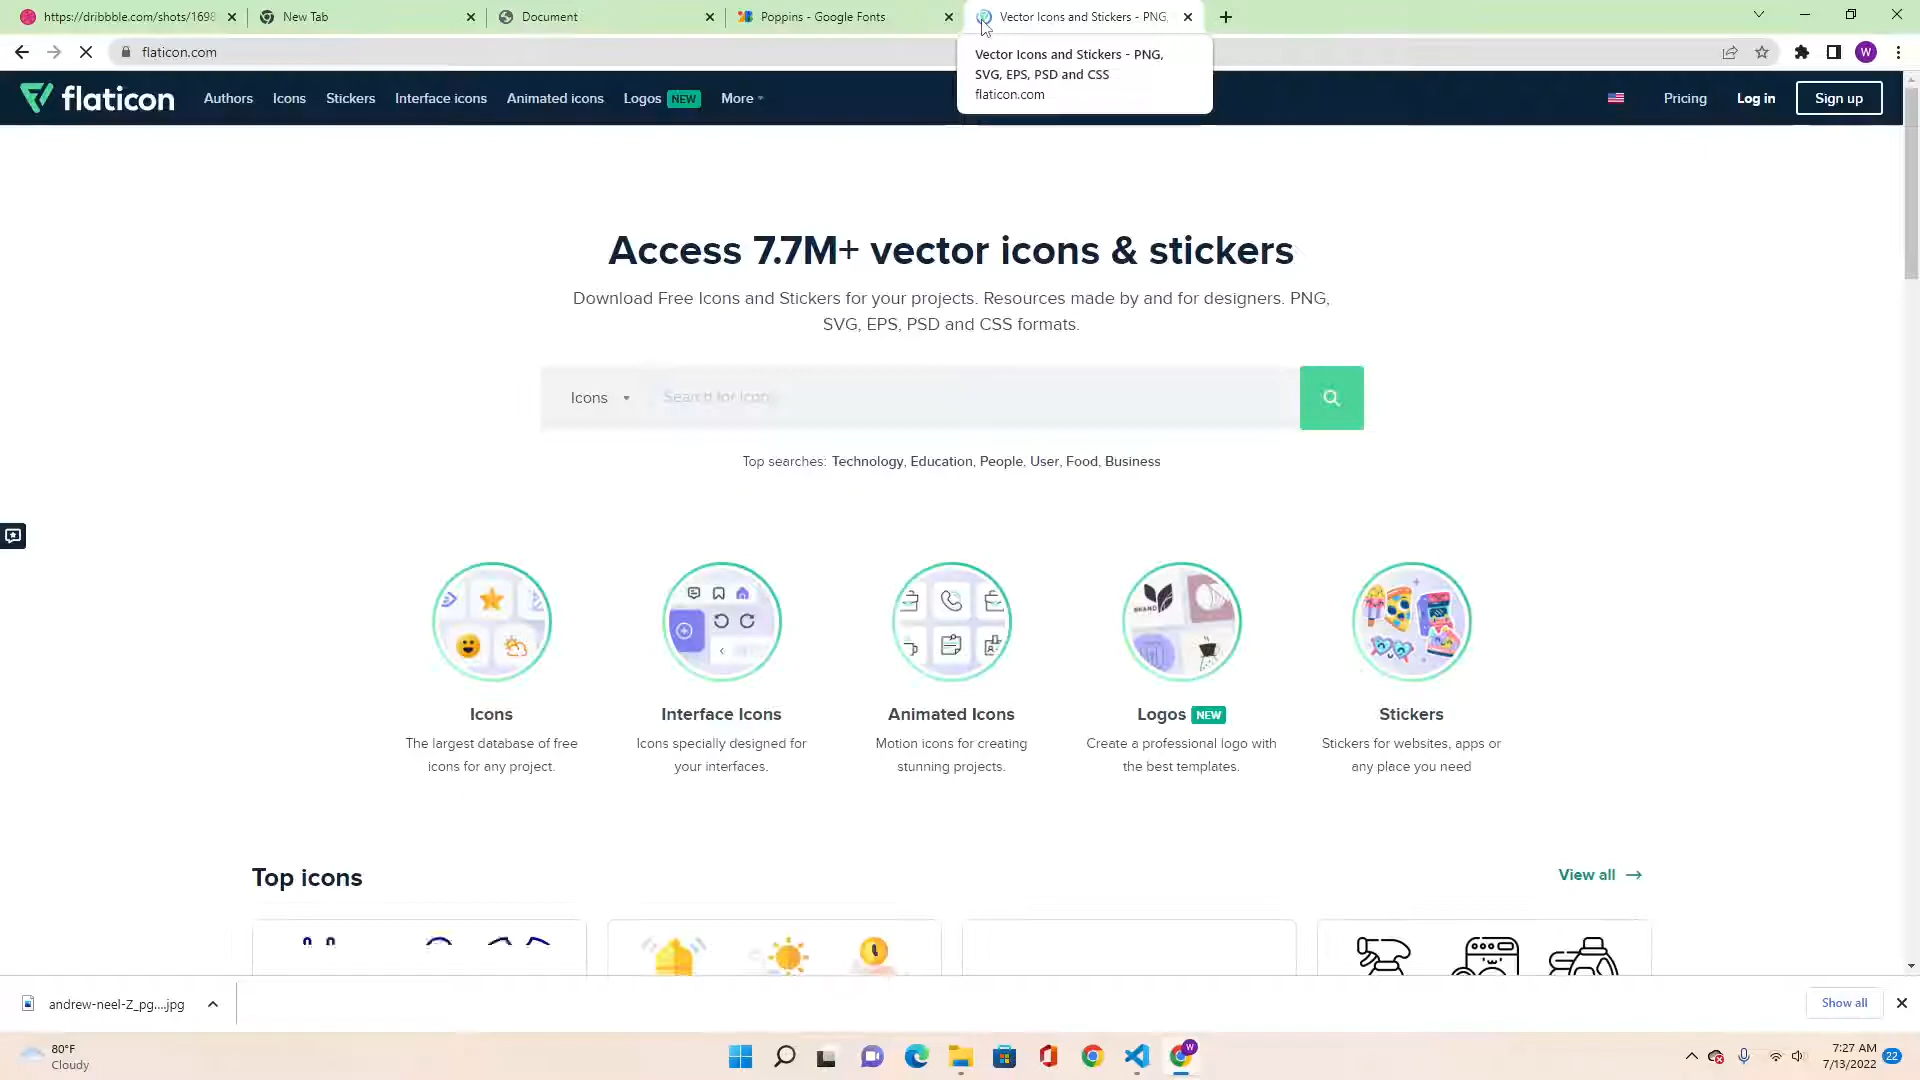 https://dribbble.com/shots/1698
New Tab
Document
Poppins - Google Fonts
Vector Icons and Stickers - PNG,
flaticon.com
W
Vector Icons and Stickers - PNG,
SVG, EPS, PSD and CSS
flaticon.com
flaticon
Authors
Icons
Stickers
Interface icons
Animated icons
Logos NEW
More
Pricing
Log in
Sign up
Access 7.7M+ vector icons & stickers
Download Free Icons and Stickers for your projects. Resources made by and for designers. PNG,
SVG, EPS, PSD and CSS formats.
Icons
Search for icons
Top searches: Technology, Education, People, User, Food, Business
BRAND
Icons
The largest database of free
icons for any project.
Interface Icons
Icons specially designed for
your interfaces.
Animated Icons
Motion icons for creating
stunning projects.
Logos NEW
Create a professional logo with
the best templates.
Stickers
Stickers for websites, apps or
any place you need
Top icons
View all
andrew-neel-Z_pg....jpg
Show all
80°F
Cloudy
W
7:27 AM
7/13/2022
22